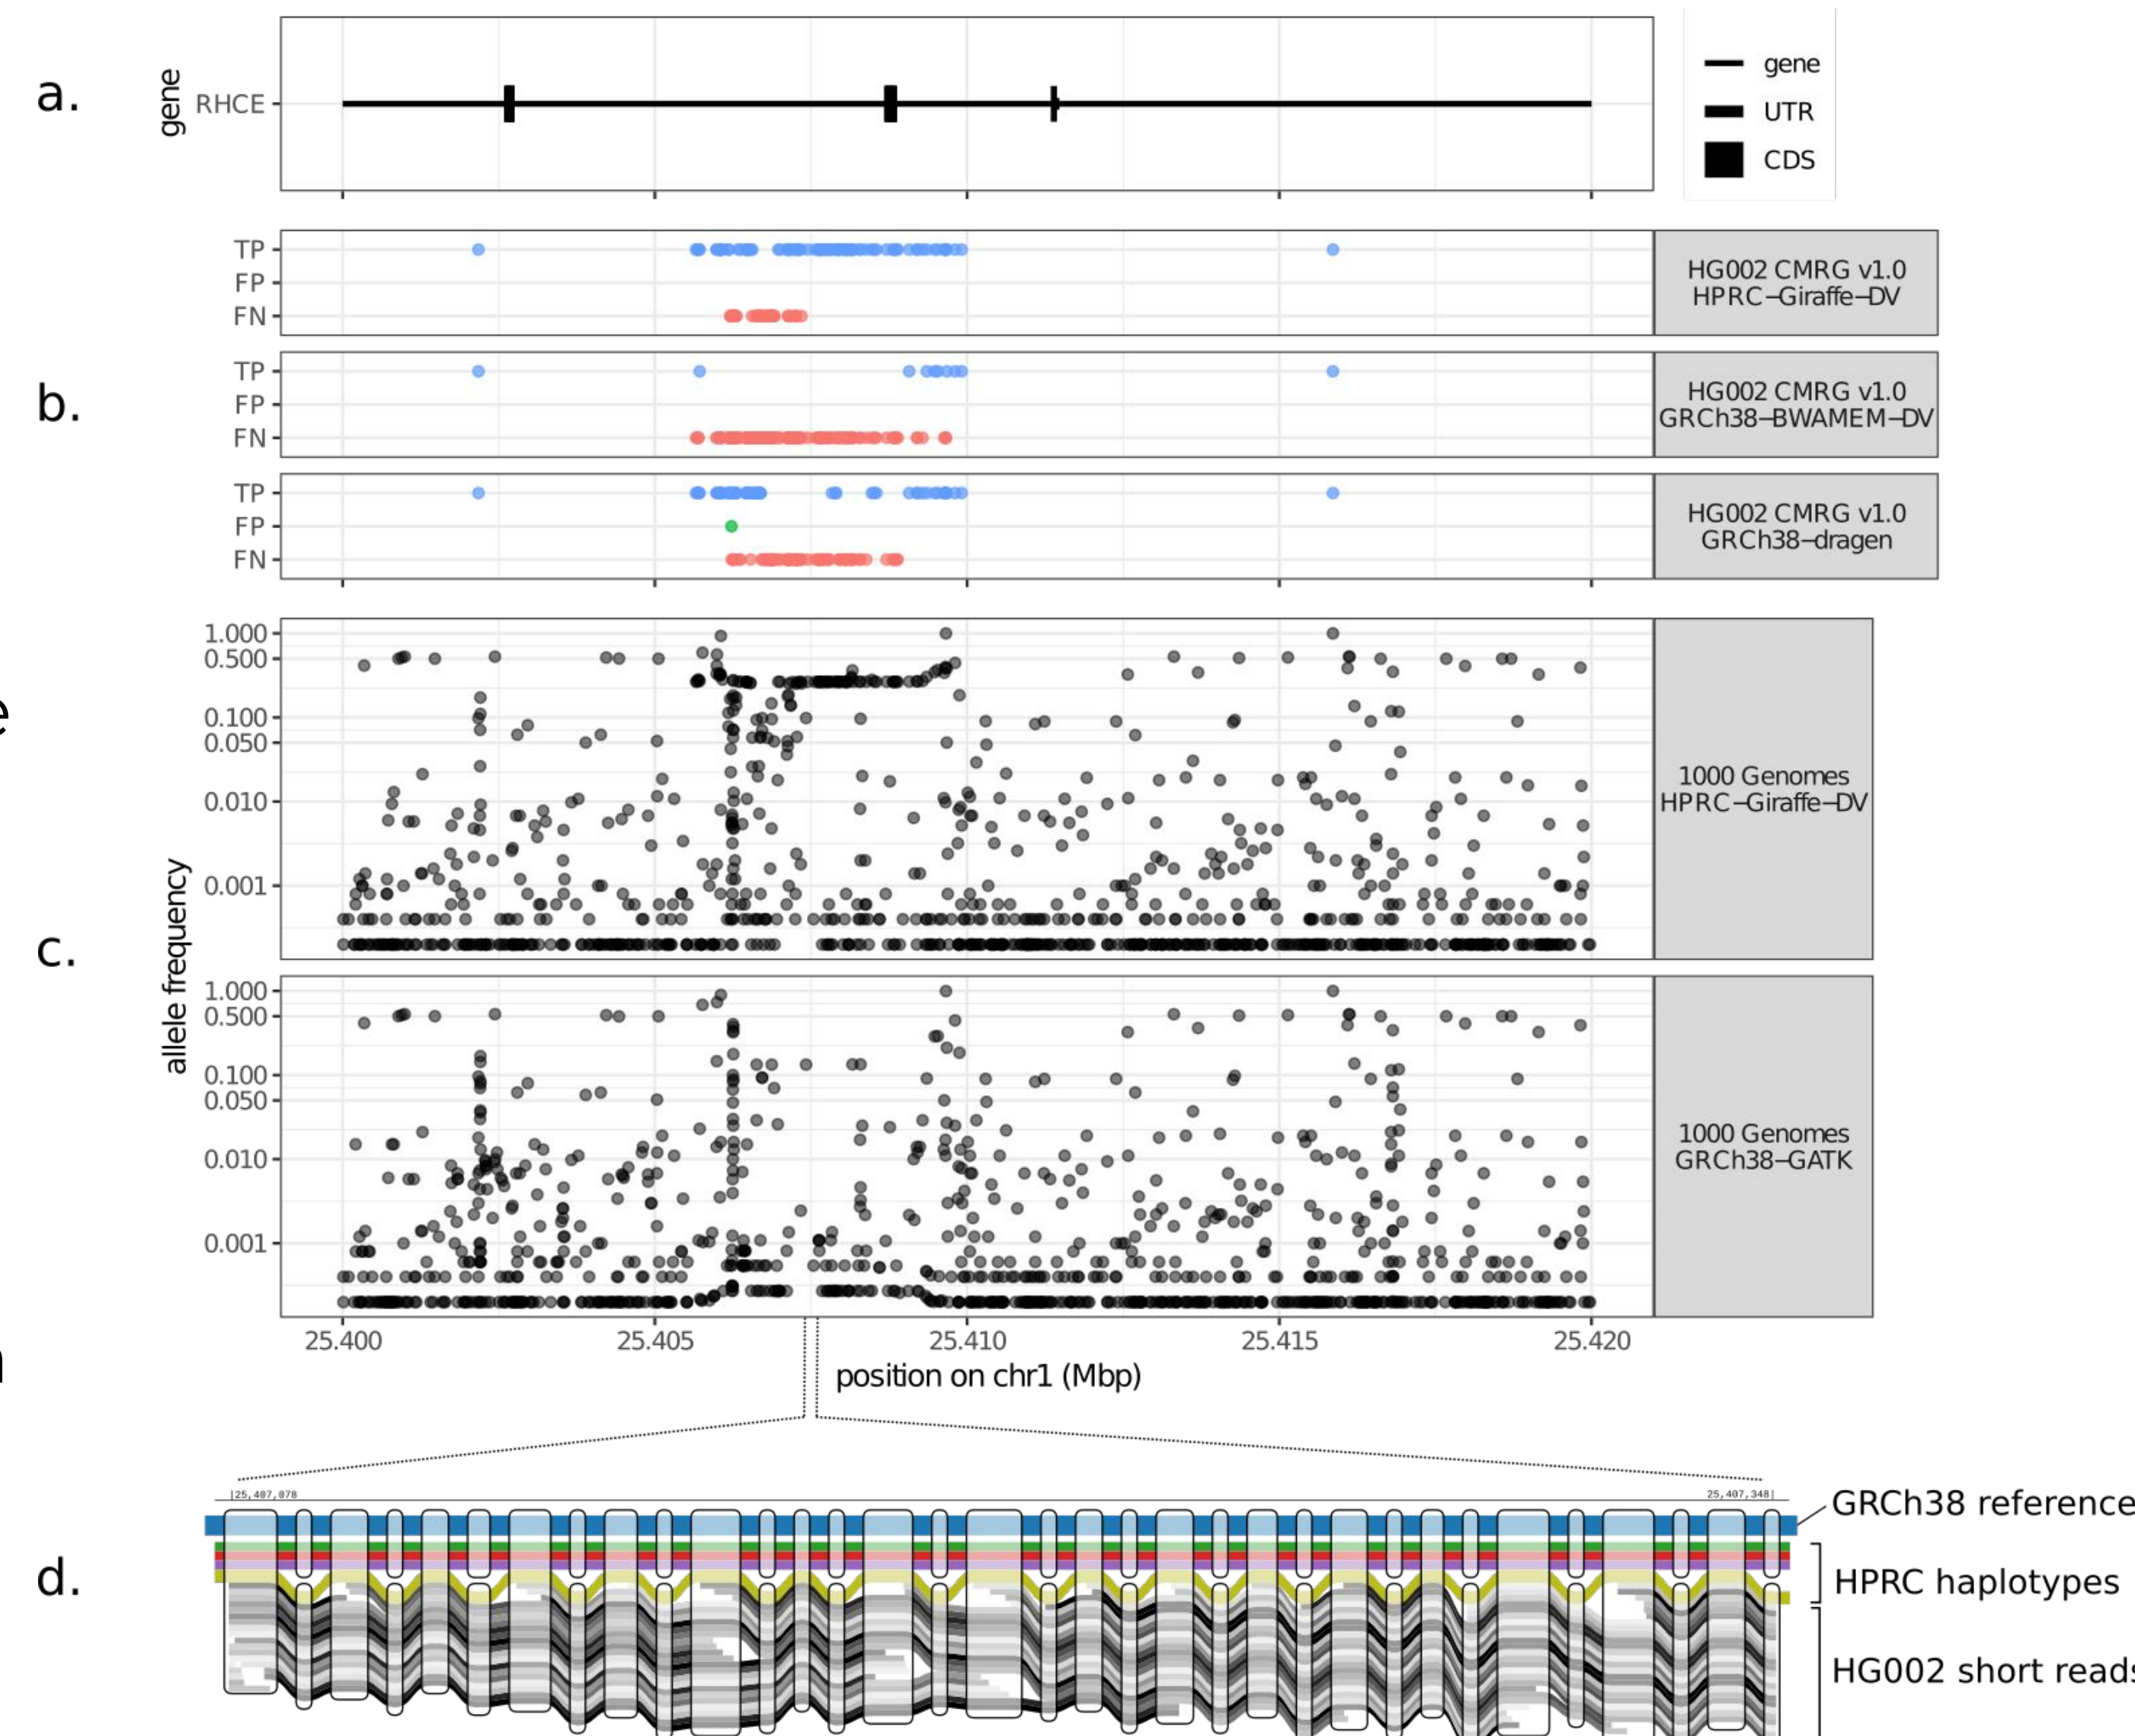 a.
gene
RHCE
gene
UTR
CDS
b.
TP
FP
FN
HG002 CMRG v1.0
HPRC–Giraffe–DV
TP
FP
FN
HG002 CMRG v1.0
GRCh38–BWAMEM–DV
TP
FP
FN
HG002 CMRG v1.0
GRCh38–dragen
c.
allele frequency
1.000
0.500
0.100
0.050
0.010
0.001
1000 Genomes
HPRC–Giraffe–DV
1.000
0.500
0.100
0.050
0.010
0.001
1000 Genomes
GRCh38–GATK
25.400 25.405 25.410 25.415 25.420
position on chr1 (Mbp)
d.
|25,407,078 25,407,348|
GRCh38 reference
HPRC haplotypes
HG002 short reads